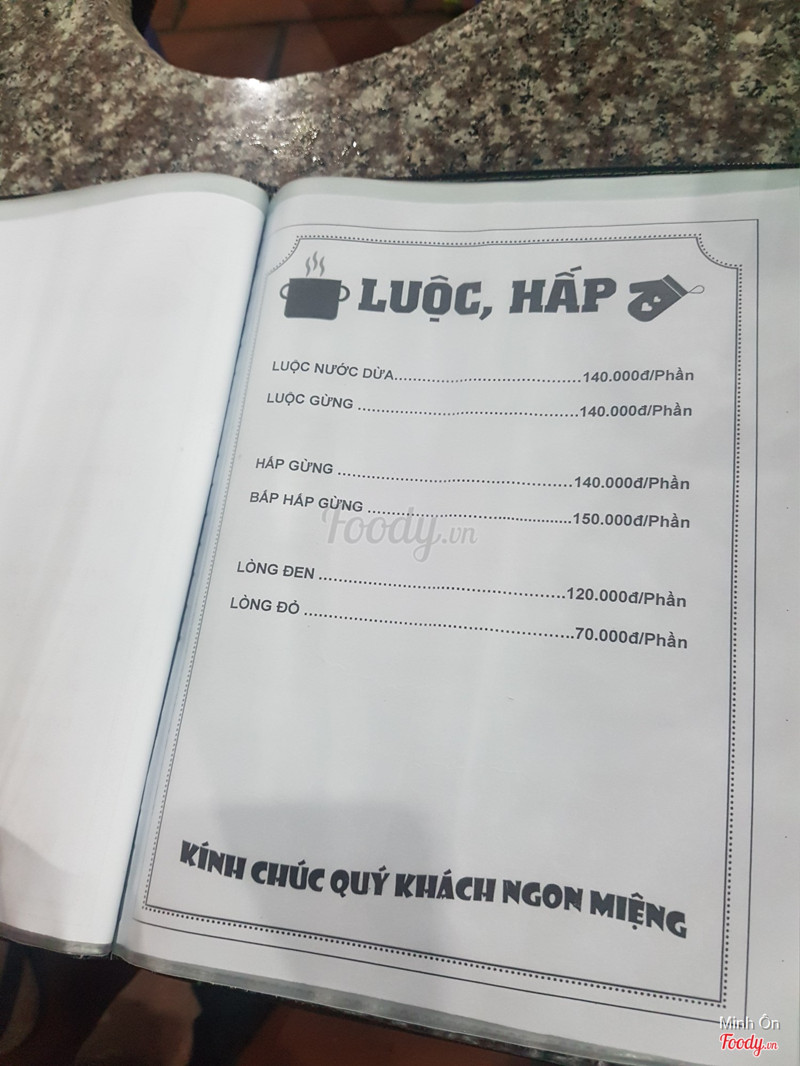 LUỘC, HẤP
LUỘC NƯỚC DỪA..........................140.000đ/Phần
LUỘC GỪNG ..............................140.000đ/Phần
HẤP GỪNG ................................140.000đ/Phần
BẮP HẤP GỪNG ..........................150.000đ/Phần
LÒNG ĐEN ................................120.000đ/Phần
LÒNG ĐỎ ..................................70.000đ/Phần
Foody.vn
KÍNH CHÚC QUÝ KHÁCH NGON MIỆNG
Minh Ổn
Foody.vn